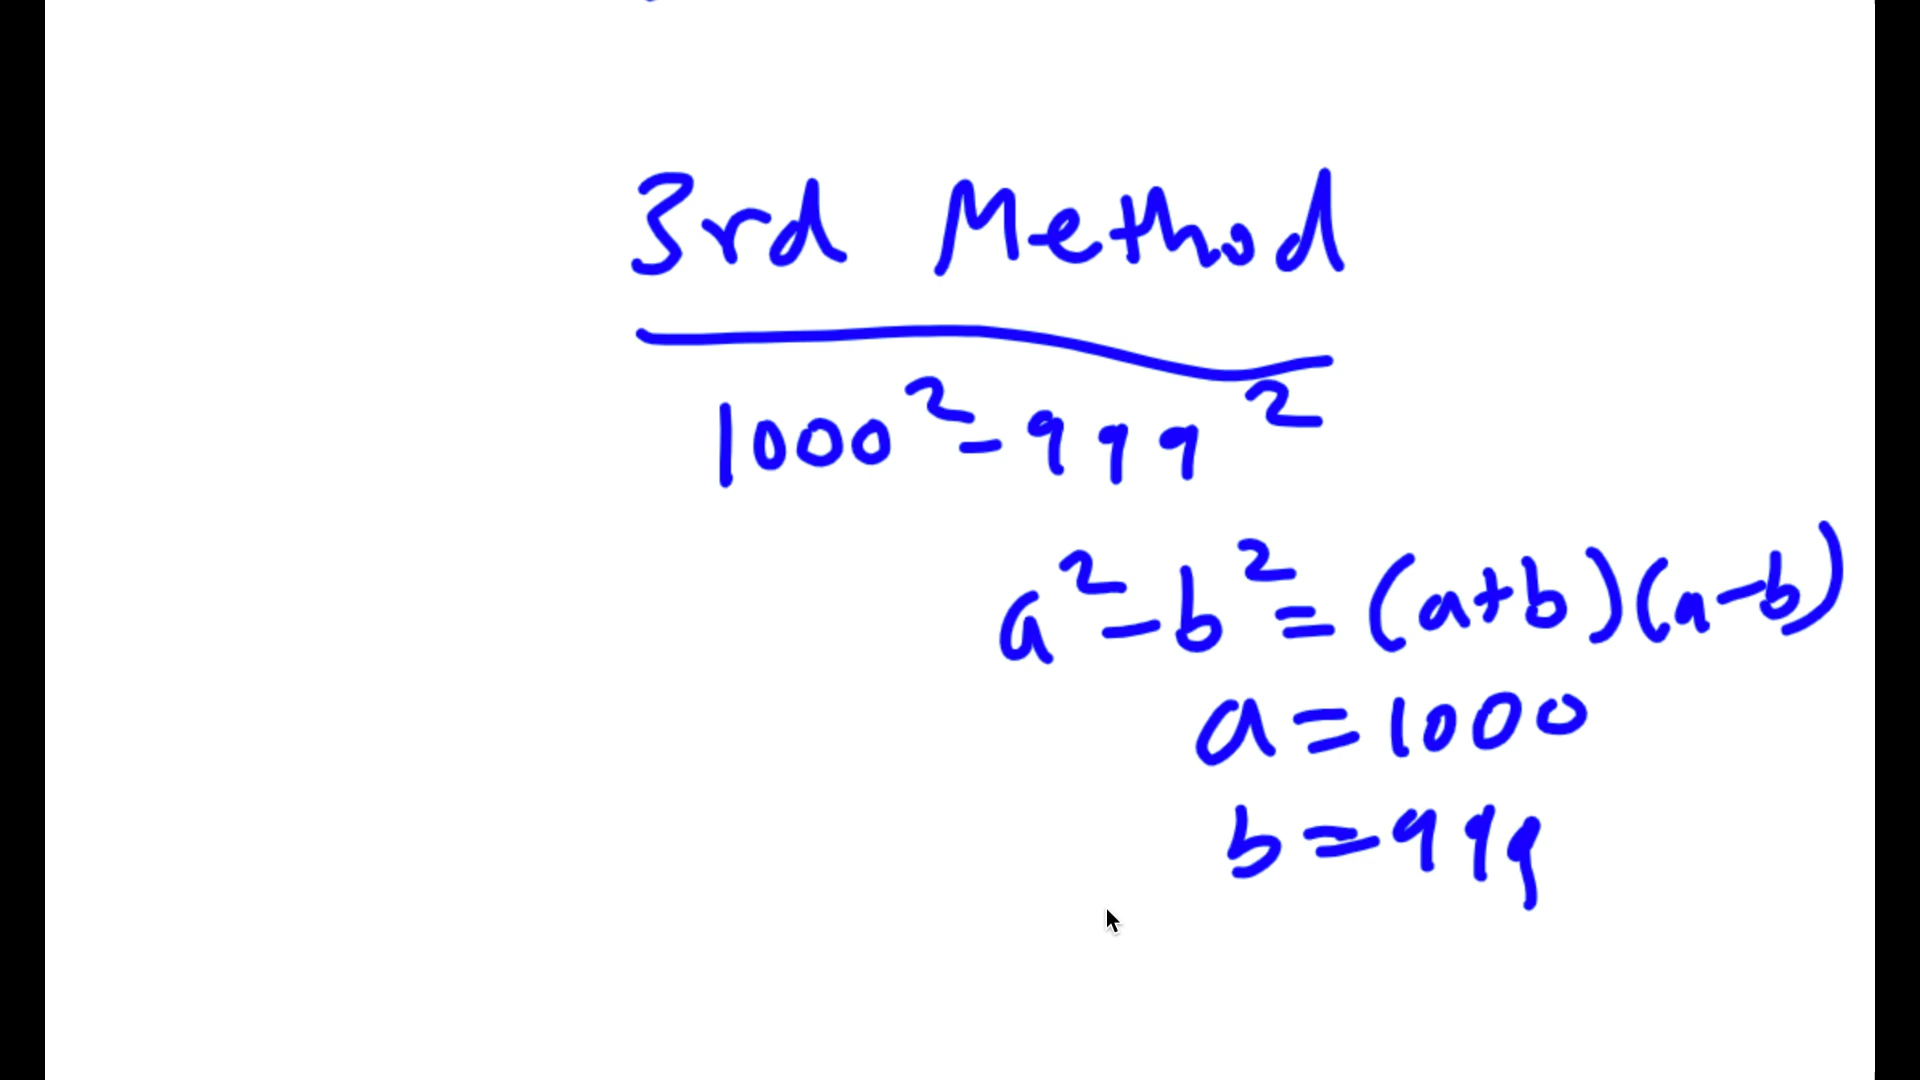 3rd Method
1000² - 999²
a² - b² = (a+b)(a-b)
a = 1000
b = 999